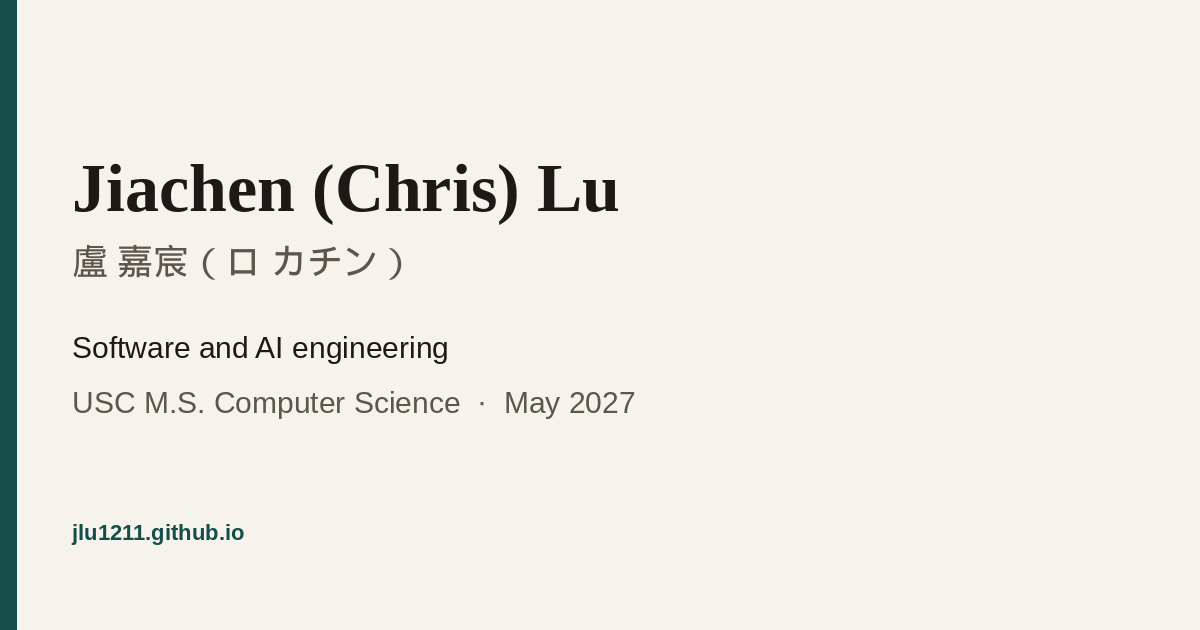 Jiachen (Chris) Lu
盧 嘉宸 ( ロ カチン )
Software and AI engineering
USC M.S. Computer Science · May 2027
jlu1211.github.io